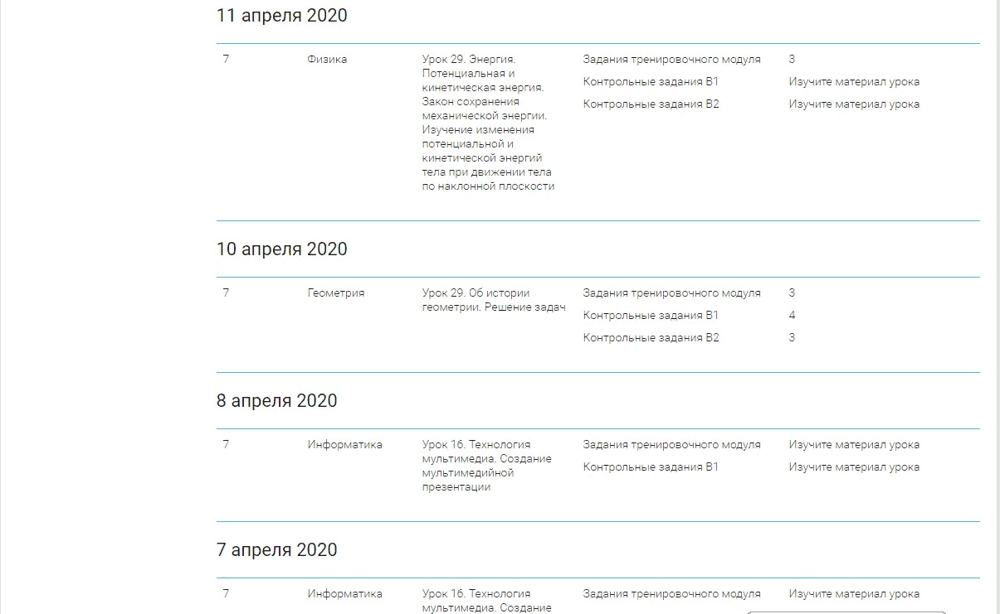 11 апреля 2020
7 Физика Урок 29. Энергия. Задания тренировочного модуля 3
Потенциальная и
кинетическая энергия. Контрольные задания В1 Изучите материал урока
Закон сохранения Контрольные задания В2 Изучите материал урока
механической энергии.
Изучение изменения
потенциальной и
кинетической энергий
тела при движении тела
по наклонной плоскости
10 апреля 2020
7 Геометрия Урок 29. Об истории Задания тренировочного модуля 3
геометрии. Решение задач
Контрольные задания В1 4
Контрольные задания В2 3
8 апреля 2020
7 Информатика Урок 16. Технология Задания тренировочного модуля Изучите материал урока
мультимедиа. Создание
Контрольные задания В1 Изучите материал урока
мультимедийной
презентации
7 апреля 2020
7 Информатика Урок 16. Технология Задания тренировочного модуля Изучите материал урока
мультимедиа. Создание